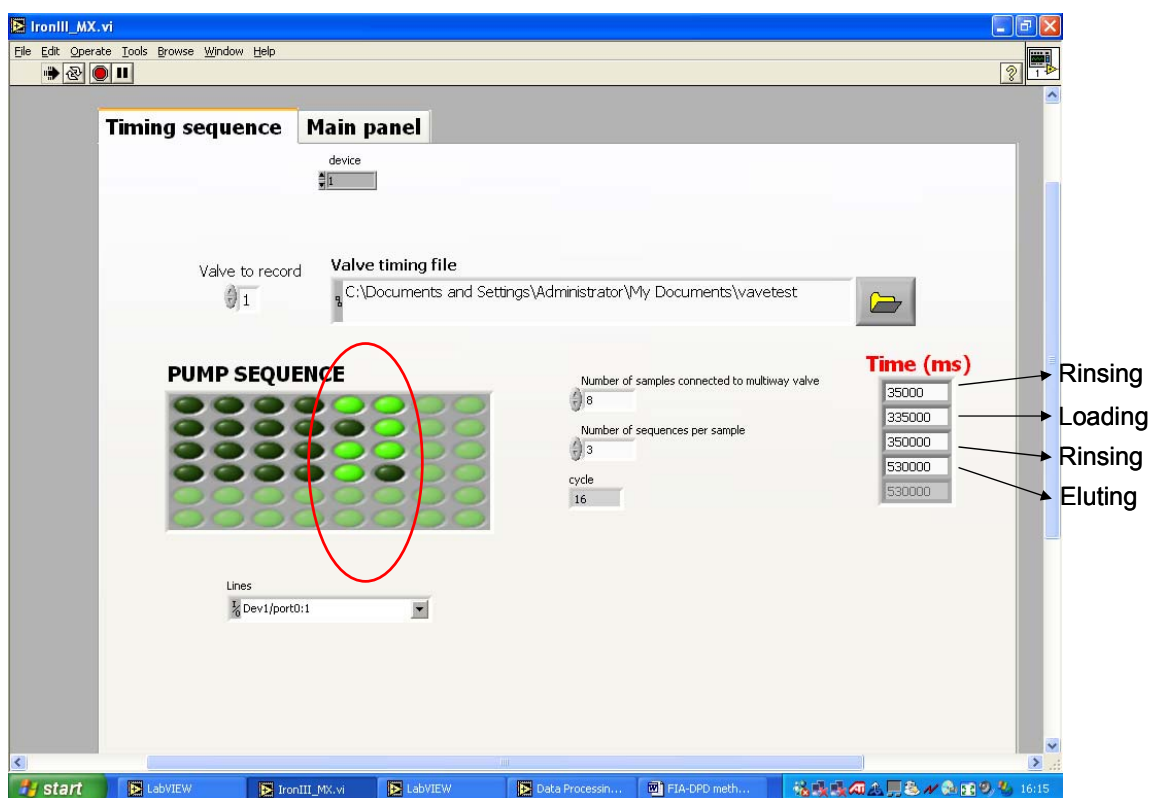 IronIII_MX.vi
File Edit Operate Tools Browse Window Help
1
Timing sequence Main panel
device
1
Valve to record
1
Valve timing file
C:\Documents and Settings\Administrator\My Documents\vavetest
PUMP SEQUENCE
Number of samples connected to multiway valve
8
Number of sequences per sample
3
cycle
16
Time (ms)
35000
335000
350000
530000
530000
Rinsing
Loading
Rinsing
Eluting
Lines
Dev1/port0:1
start LabVIEW IronIII_MX.vi LabVIEW Data Processin... FIA-DPD meth... 16:15